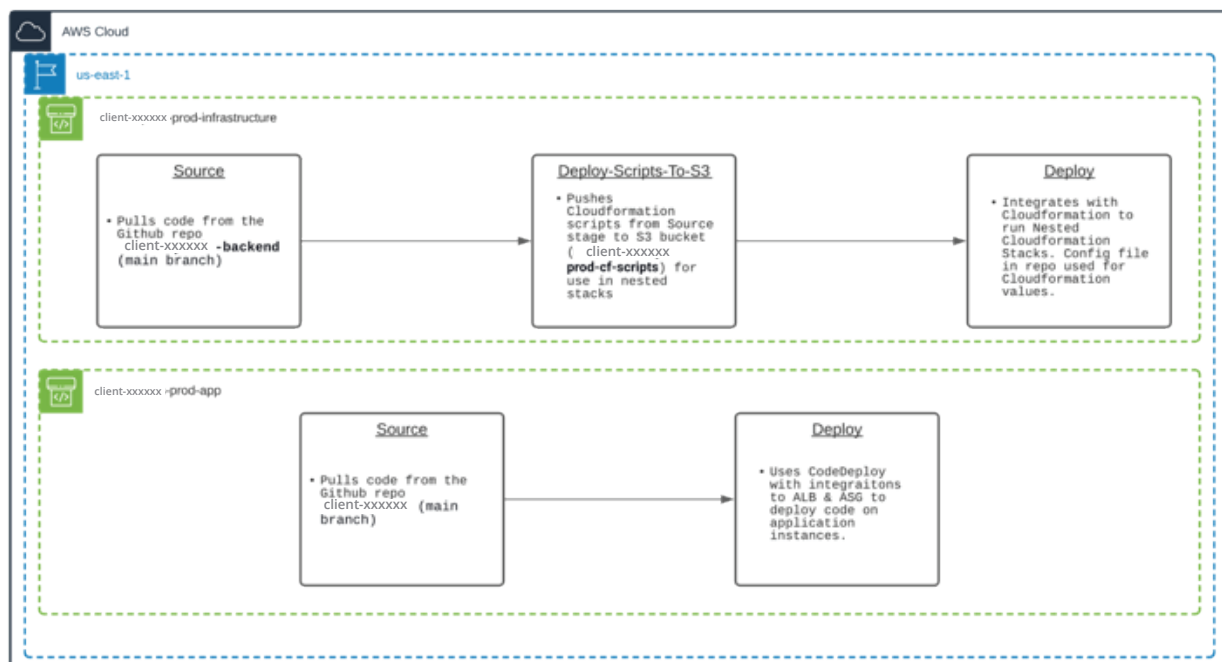 AWS Cloud
us-east-1
client-xxxxxx -prod-infrastructure
Source
• Pulls code from the
Github repo
client-xxxxxx -backend
(main branch)
Deploy-Scripts-To-S3
• Pushes
Cloudformation
scripts from Source
stage to S3 bucket
( client-xxxxxx
prod-cf-scripts) for
use in nested
stacks
Deploy
• Integrates with
Cloudformation to
run Nested
Cloudformation
Stacks. Config file
in repo used for
Cloudformation
values.
client-xxxxxx -prod-app
Source
• Pulls code from the
Github repo
client-xxxxxx (main
branch)
Deploy
• Uses CodeDeploy
with integraitons
to ALB & ASG to
deploy code on
application
instances.